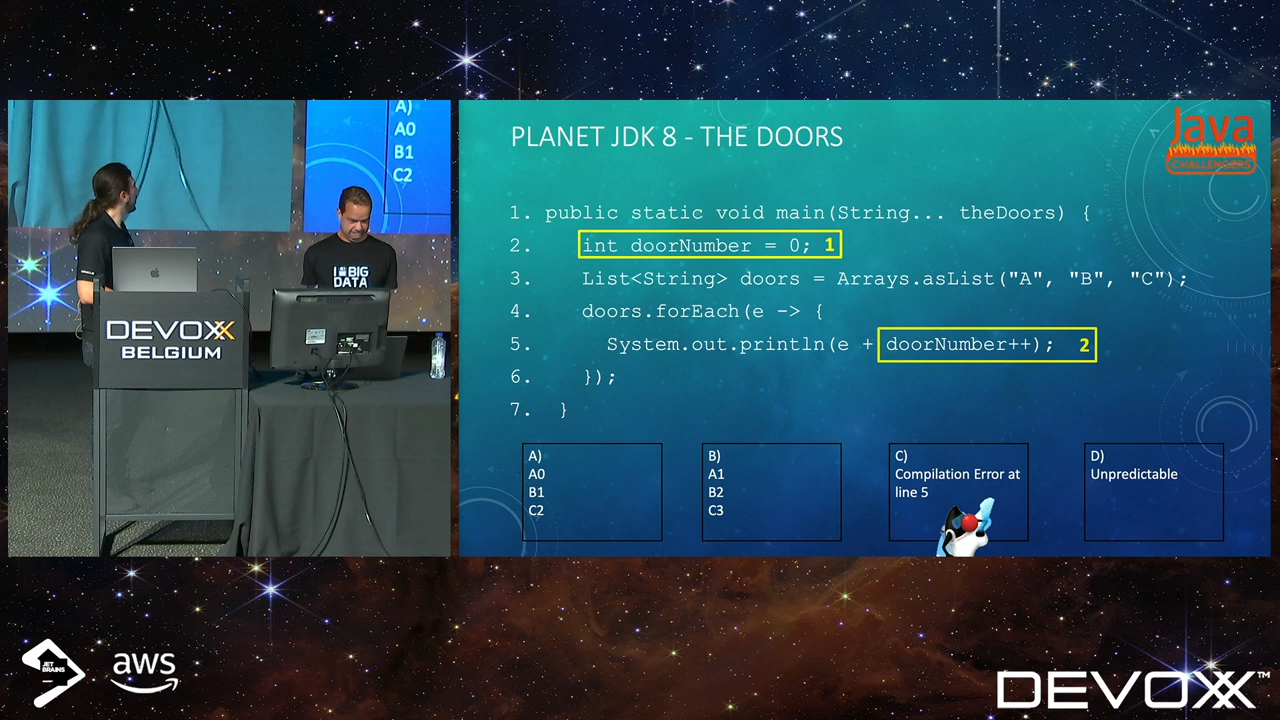 A)
A0
B1
C2
I BIG
DATA
ORACLE
DEVOXX
BELGIUM
PLANET JDK 8 - THE DOORS
Java
CHALLENGERS
1. public static void main(String... theDoors) {
2. int doorNumber = 0; 1
3. List<String> doors = Arrays.asList("A", "B", "C");
4. doors.forEach(e -> {
5. System.out.println(e + doorNumber++); 2
6. });
7. }
A)
A0
B1
C2
B)
A1
B2
C3
C)
Compilation Error at
line 5
D)
Unpredictable
JET
BRAINS
aws
DEVOXX™